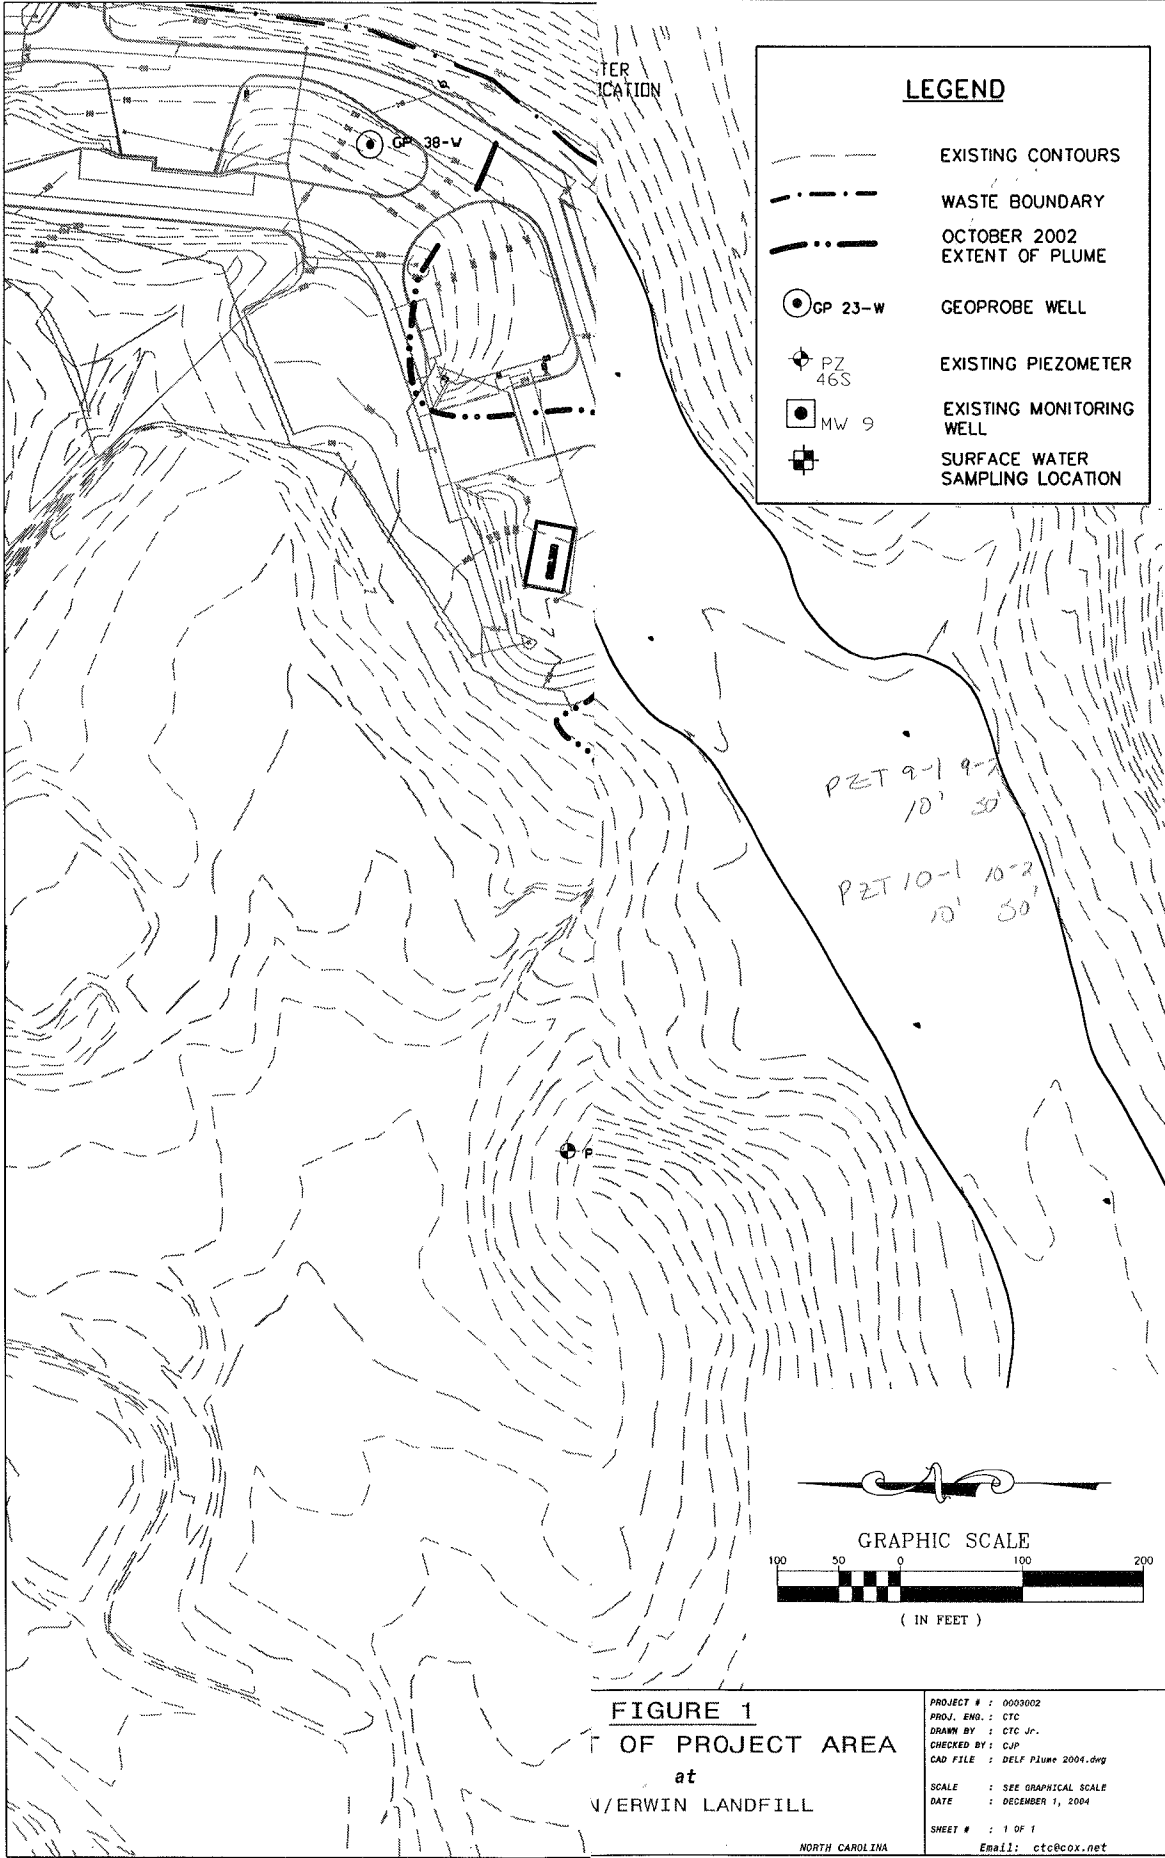 TER
ICATION
GP 38-W
LEGEND
EXISTING CONTOURS
WASTE BOUNDARY
OCTOBER 2002
EXTENT OF PLUME
GP 23-W
GEOPROBE WELL
PZ
46S
EXISTING PIEZOMETER
MW 9
EXISTING MONITORING
WELL
SURFACE WATER
SAMPLING LOCATION
PZT 9-1 9-2
10' 50'
PZT 10-1 10-2
10' 50'
P
GRAPHIC SCALE
100 50 0 100 200
( IN FEET )
FIGURE 1
T OF PROJECT AREA
at
N/ERWIN LANDFILL
NORTH CAROLINA
PROJECT # : 0003002
PROJ. ENG. : CTC
DRAWN BY : CTC Jr.
CHECKED BY : CJP
CAD FILE : DELF Plume 2004.dwg
SCALE : SEE GRAPHICAL SCALE
DATE : DECEMBER 1, 2004
SHEET # : 1 OF 1
Email: ctc@cox.net